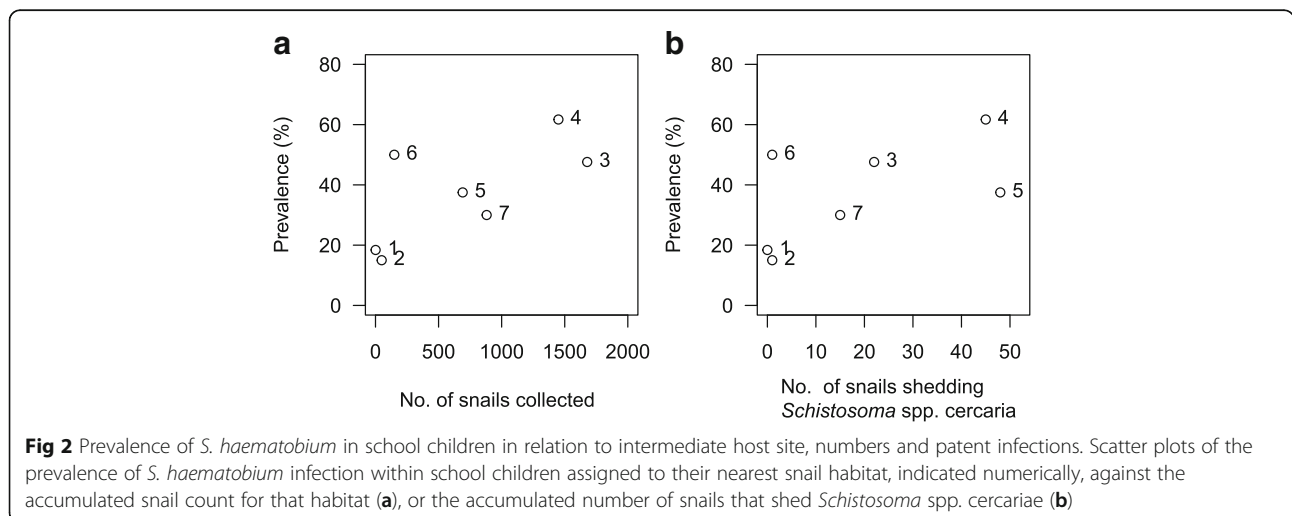 a
b
80
60
40
20
0
Prevalence (%)
1
2
3
4
5
6
7
0 500 1000 1500 2000
No. of snails collected
80
60
40
20
0
Prevalence (%)
1
2
3
4
5
6
7
0 10 20 30 40 50
No. of snails shedding
Schistosoma spp. cercaria
Fig 2 Prevalence of S. haematobium in school children in relation to intermediate host site, numbers and patent infections. Scatter plots of the
prevalence of S. haematobium infection within school children assigned to their nearest snail habitat, indicated numerically, against the
accumulated snail count for that habitat (a), or the accumulated number of snails that shed Schistosoma spp. cercariae (b)